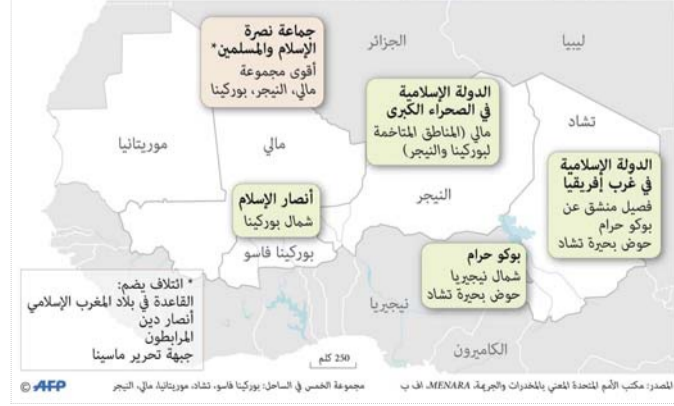 جماعة نصرة
الإسلام والمسلمين*
أقوى مجموعة
مالي، النيجر، بوركينا
الجزائر
ليبيا
الدولة الإسلامية
في الصحراء الكبرى
مالي (المناطق المتاخمة
لبوركينا والنيجر)
تشاد
موريتانيا
مالي
الدولة الإسلامية
في غرب إفريقيا
فصيل منشق عن
بوكو حرام
حوض بحيرة تشاد
النيجر
أنصار الإسلام
شمال بوركينا
بوركينا فاسو
بوكو حرام
شمال نيجيريا
حوض بحيرة تشاد
نيجيريا
* ائتلاف يضم:
القاعدة في بلاد المغرب الإسلامي
أنصار دين
المرابطون
جبهة تحرير ماسينا
الكاميرون
250 كلم
المصدر: مكتب الأمم المتحدة المعني بالمخدرات والجريمة، MENARA، اف ب
مجموعة الخمس في الساحل: بوركينا فاسو، تشاد، موريتانيا، مالي، النيجر
© AFP